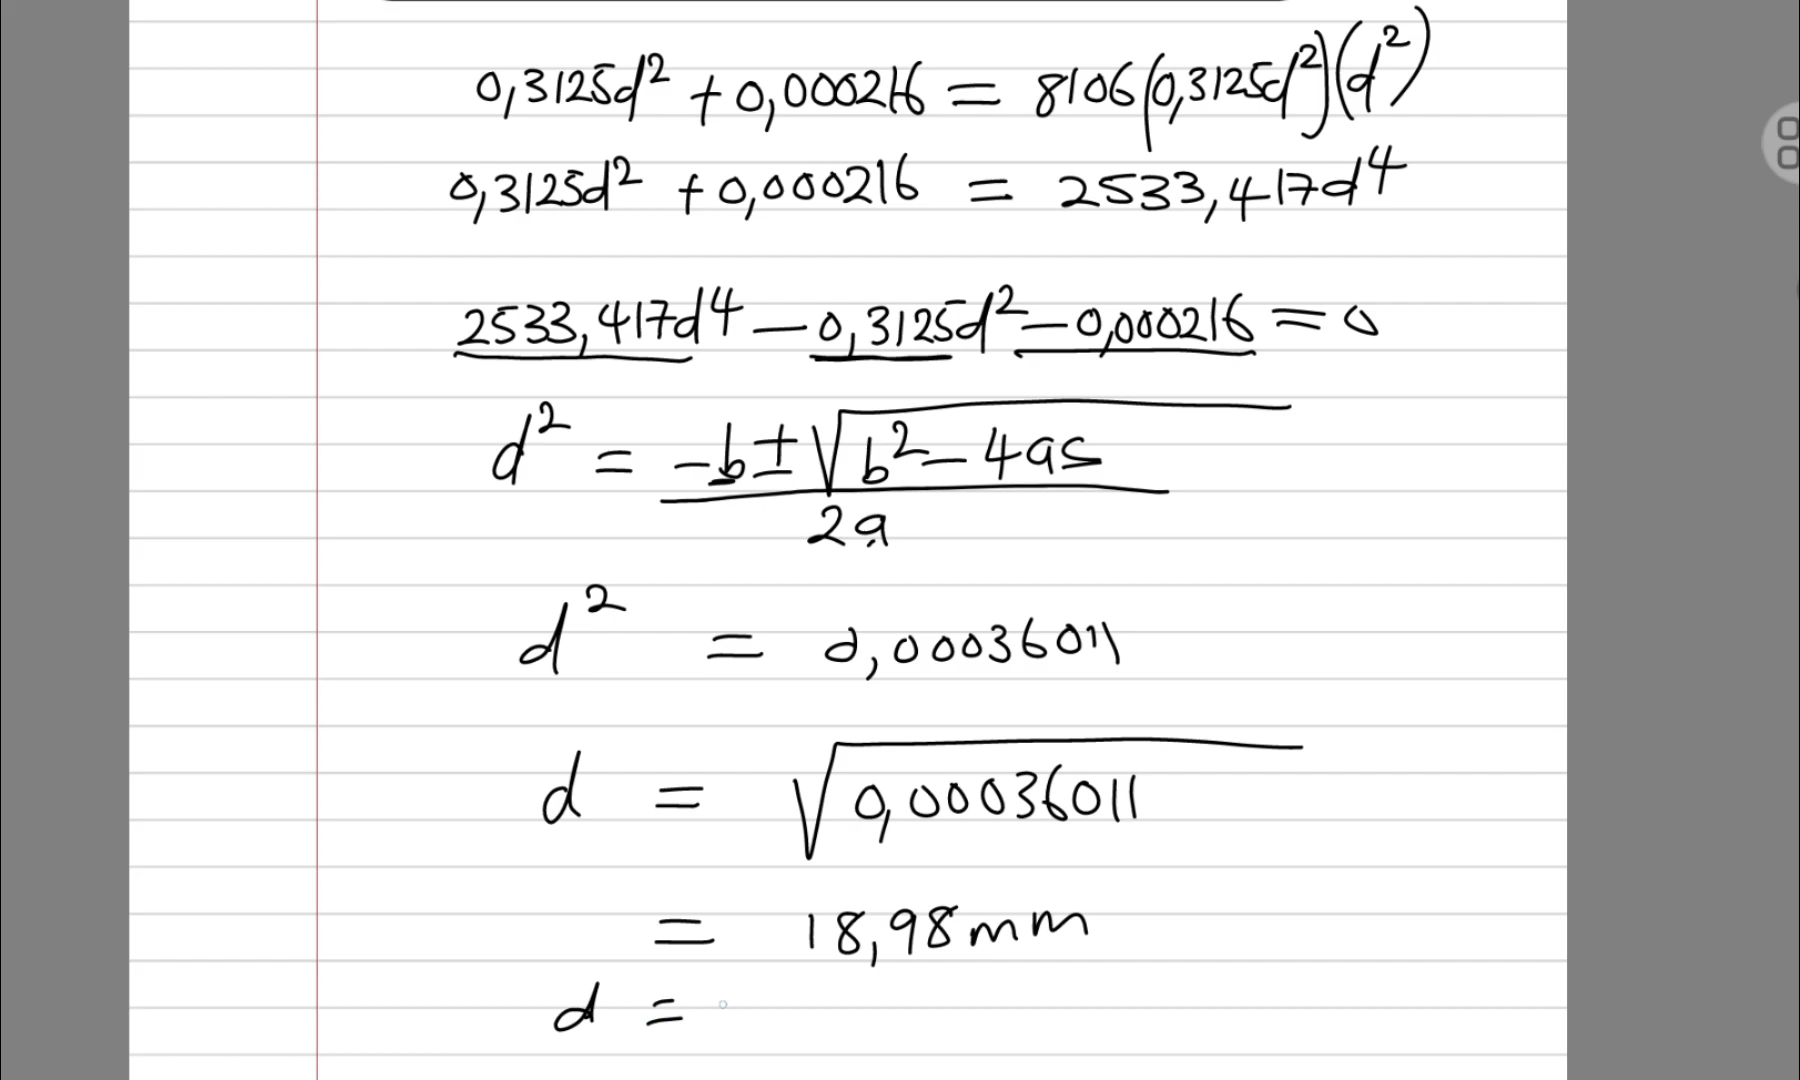 0,3125d² + 0,000216 = 8106(0,3125d²)(d²)
0,3125d² + 0,000216 = 2533,417d⁴
2533,417d⁴ – 0,3125d² – 0,000216 = 0
d² = (-b ± √(b² – 4ac)) / 2a
d² = 0,00036011
d = √0,00036011
= 18,98mm
d =